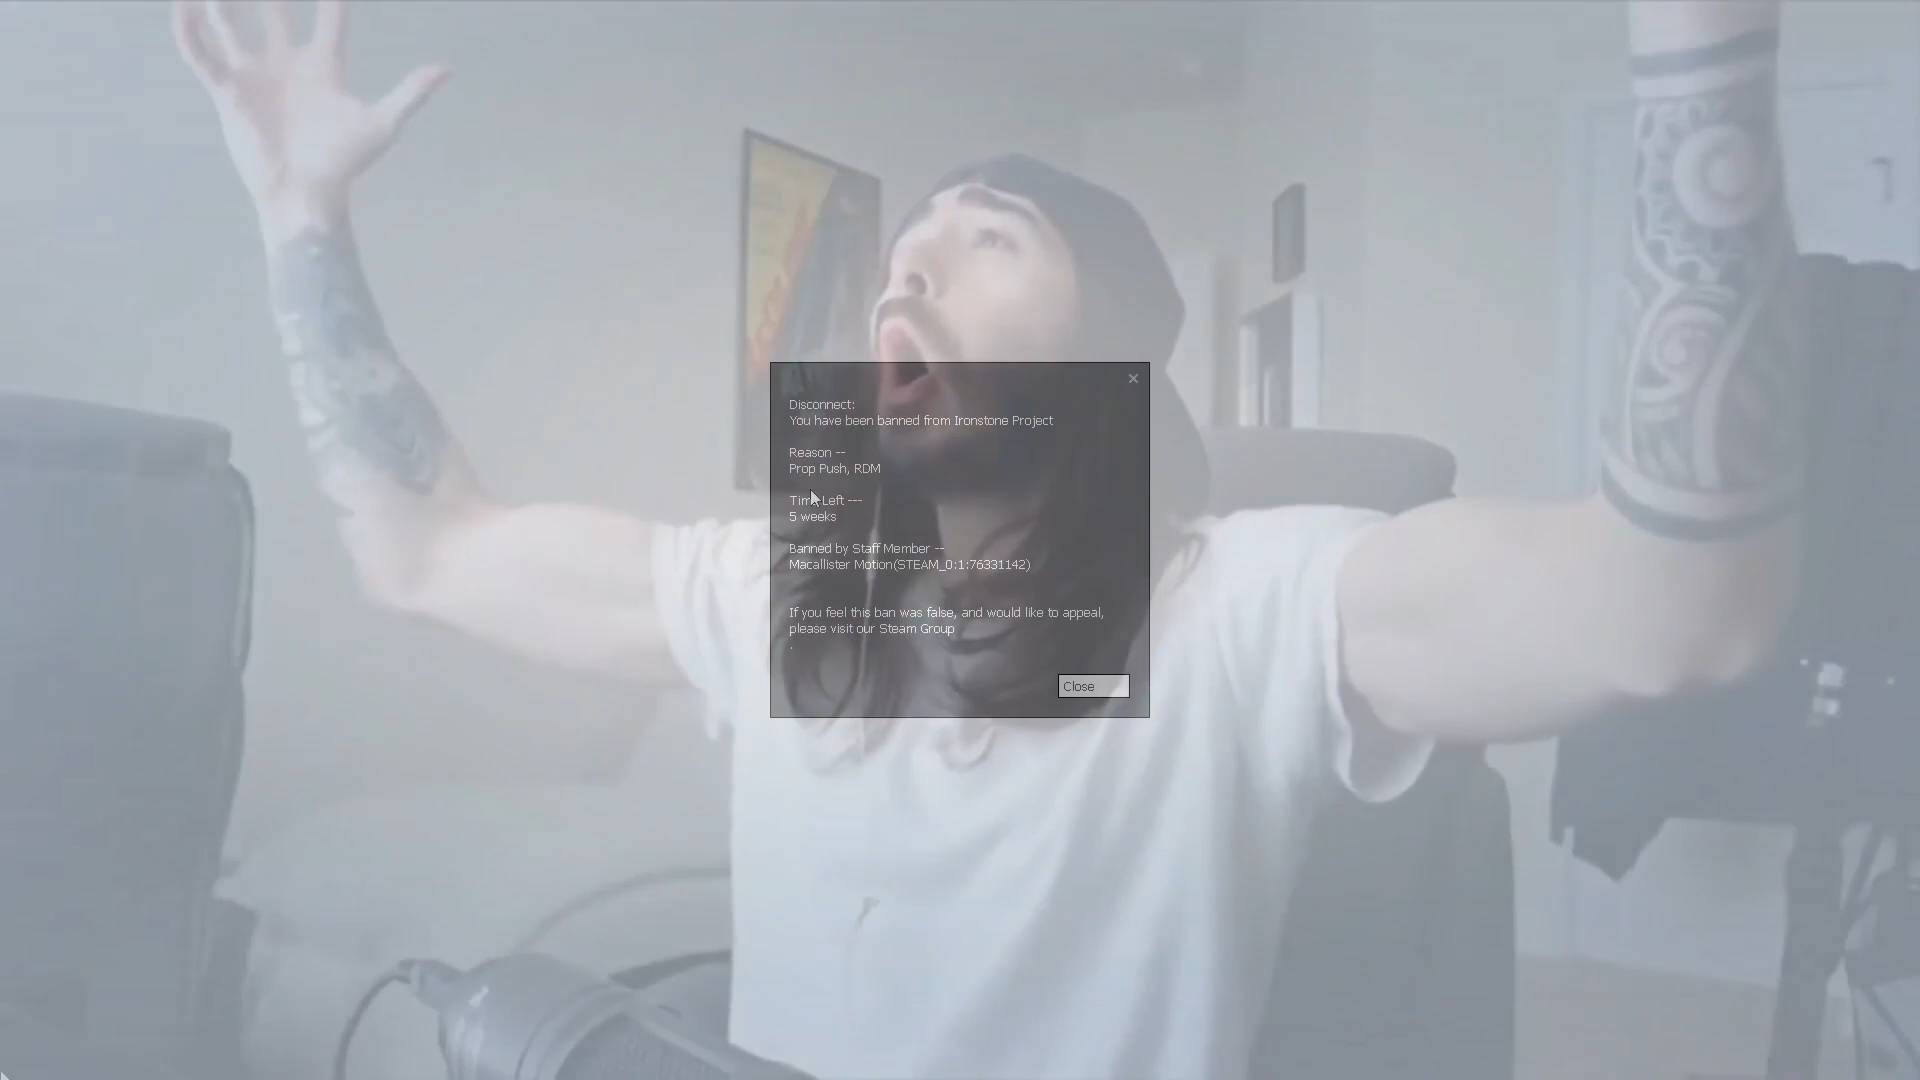 Disconnect:
You have been banned from Ironstone Project
Reason --
Prop Push, RDM
Time Left ---
5 weeks
Banned by Staff Member --
Macallister Motion(STEAM_0:1:76331142)
If you feel this ban was false, and would like to appeal,
please visit our Steam Group
.
Close